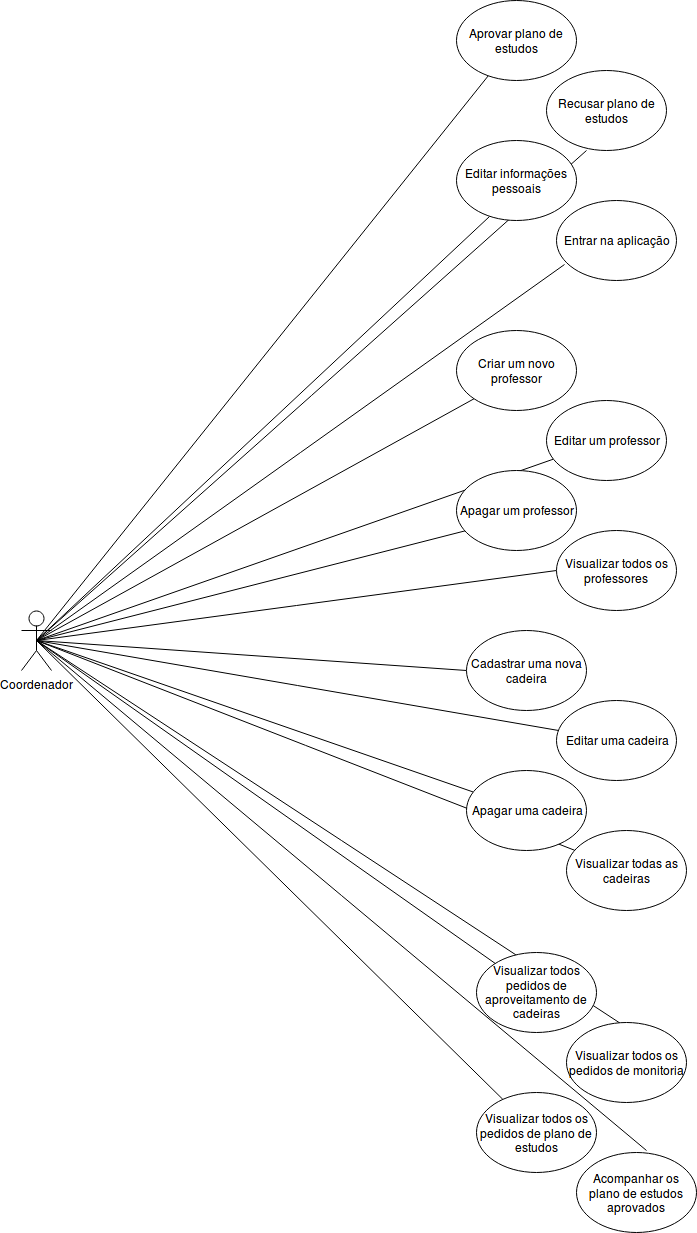 Aprovar plano de
estudos
Recusar plano de
estudos
Editar informações
pessoais
Entrar na aplicação
Criar um novo
professor
Editar um professor
Apagar um professor
Visualizar todos os
professores
Coordenador
Cadastrar uma nova
cadeira
Editar uma cadeira
Apagar uma cadeira
Visualizar todas as
cadeiras
Visualizar todos
pedidos de
aproveitamento de
cadeiras
Visualizar todos os
pedidos de monitoria
Visualizar todos os
pedidos de plano de
estudos
Acompanhar os
plano de estudos
aprovados